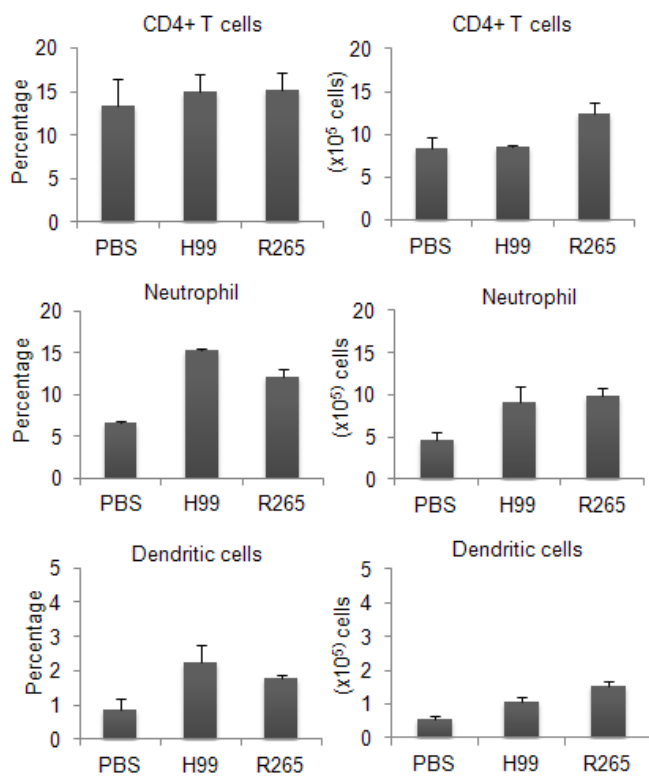 CD4+ T cells
Percentage
20
15
10
5
0
PBS H99 R265
CD4+ T cells
(x10⁵ cells)
20
15
10
5
0
PBS H99 R265
Neutrophil
Percentage
20
15
10
5
0
PBS H99 R265
Neutrophil
(x10⁵⁾ cells
20
15
10
5
0
PBS H99 R265
Dendritic cells
Percentage
5
4
3
2
1
0
PBS H99 R265
Dendritic cells
(x10⁵⁾ cells
5
4
3
2
1
0
PBS H99 R265